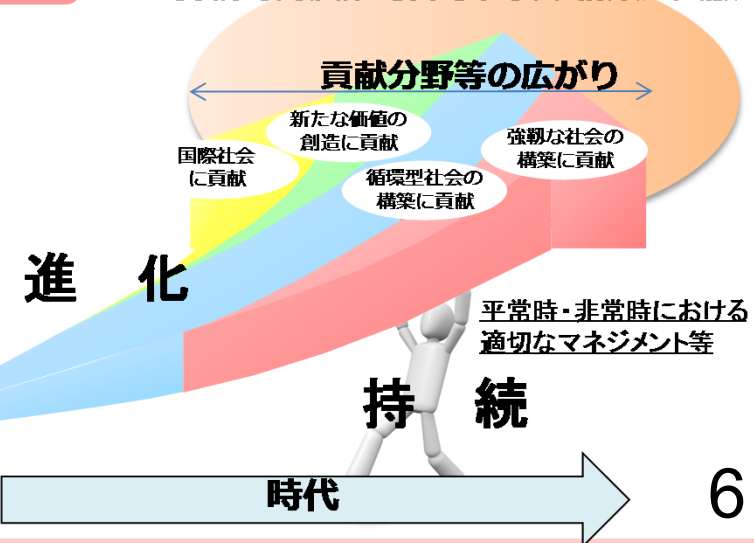 貢献分野等の広がり
新たな価値の
創造に貢献
強靱な社会の
構築に貢献
国際社会
に貢献
循環型社会の
構築に貢献
進 化
平常時・非常時における
適切なマネジメント等
持 続
時代
6